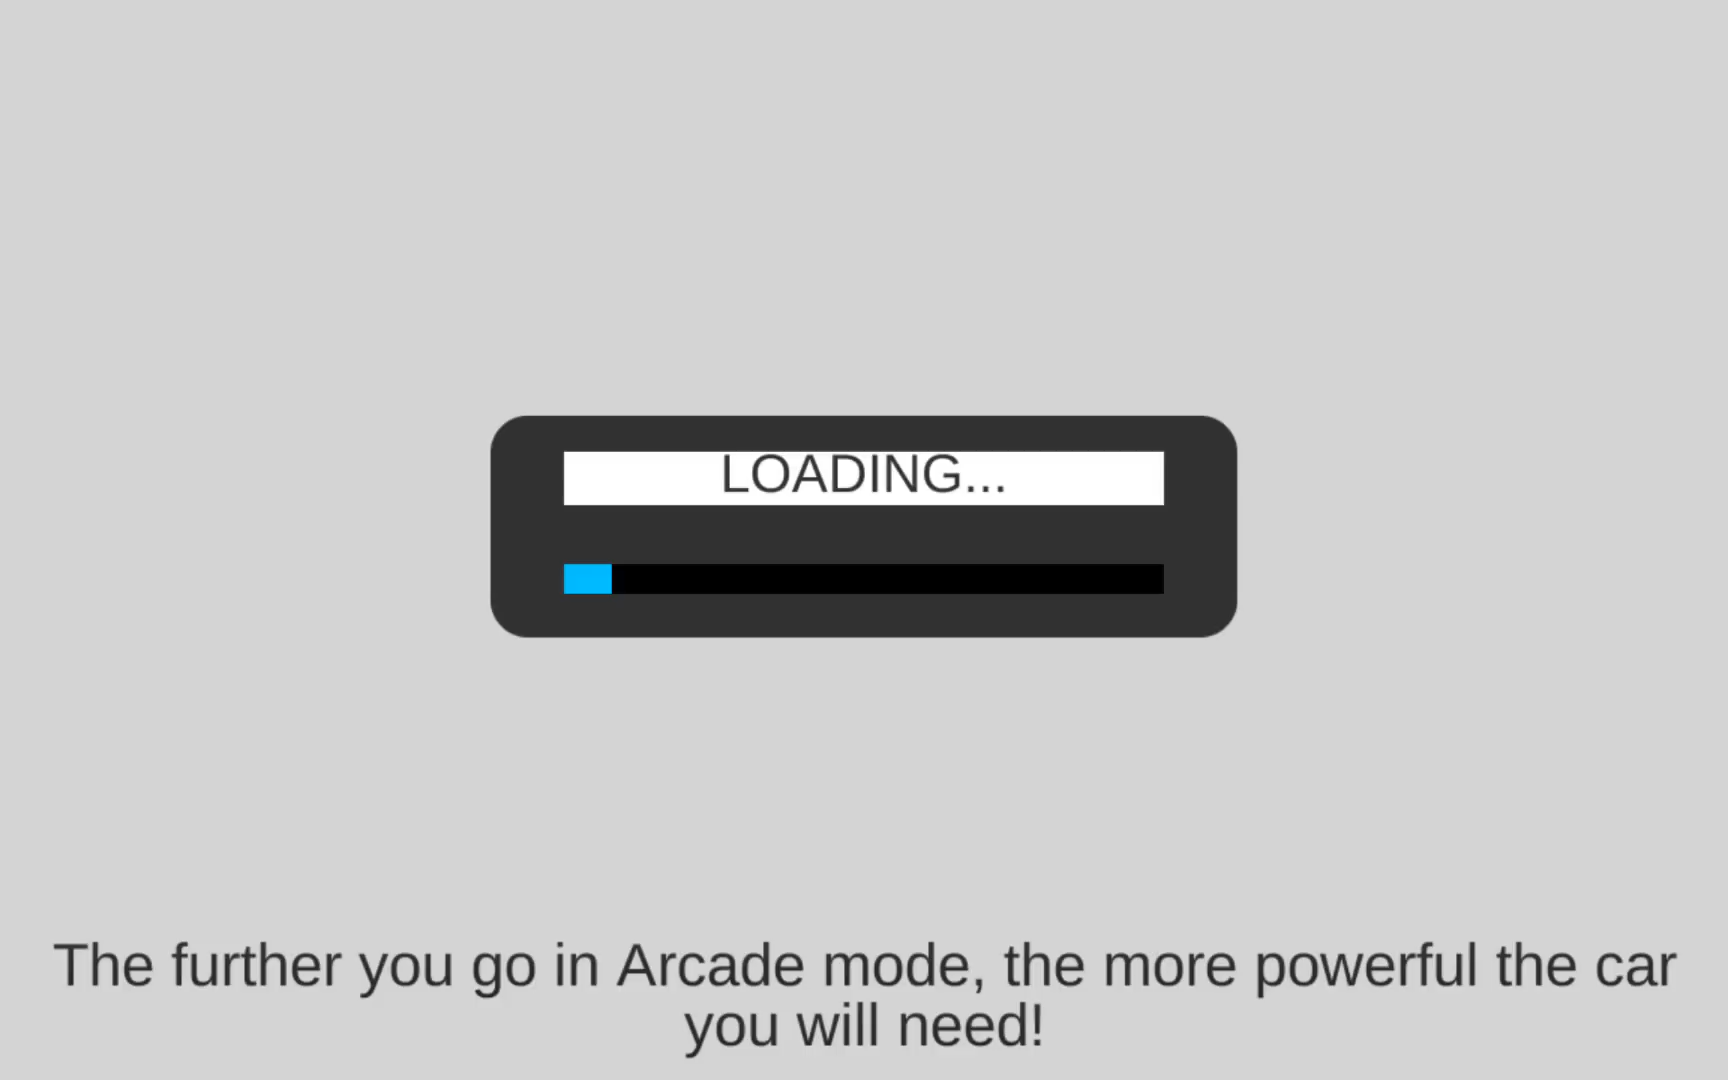 LOADING...
The further you go in Arcade mode, the more powerful the car
you will need!